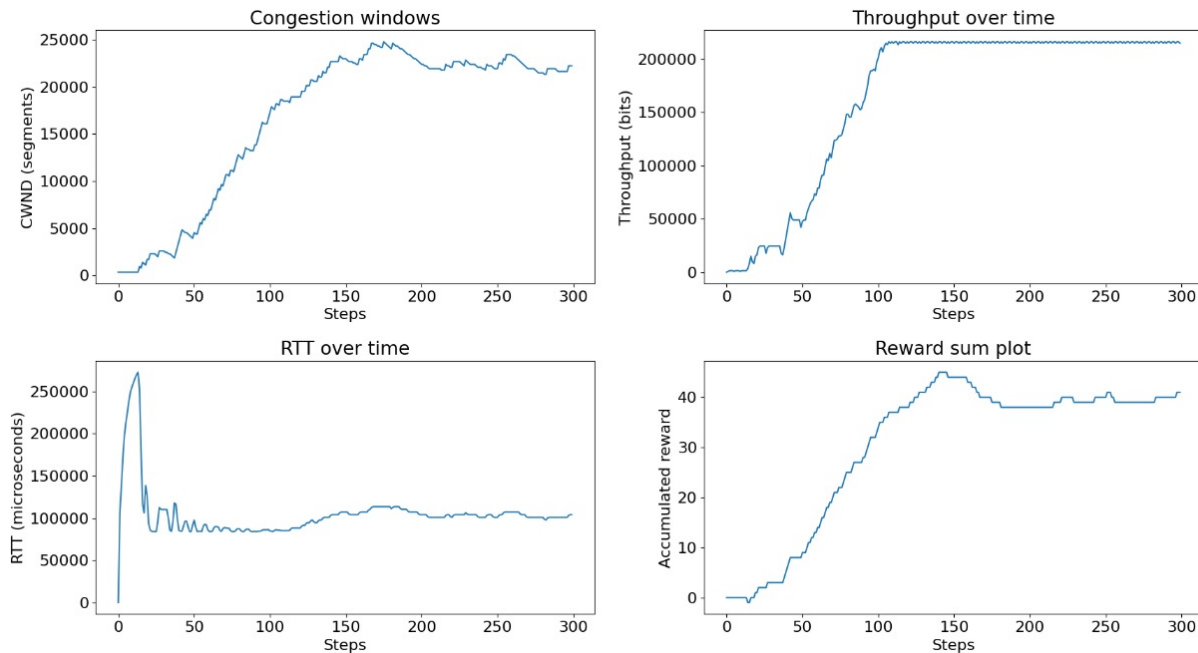 Congestion windows
CWND (segments)
25000
20000
15000
10000
5000
0
0 50 100 150 200 250 300
Steps
Throughput over time
Throughput (bits)
200000
150000
100000
50000
0
0 50 100 150 200 250 300
Steps
RTT over time
RTT (microseconds)
250000
200000
150000
100000
50000
0
0 50 100 150 200 250 300
Steps
Reward sum plot
Accumulated reward
40
30
20
10
0
0 50 100 150 200 250 300
Steps